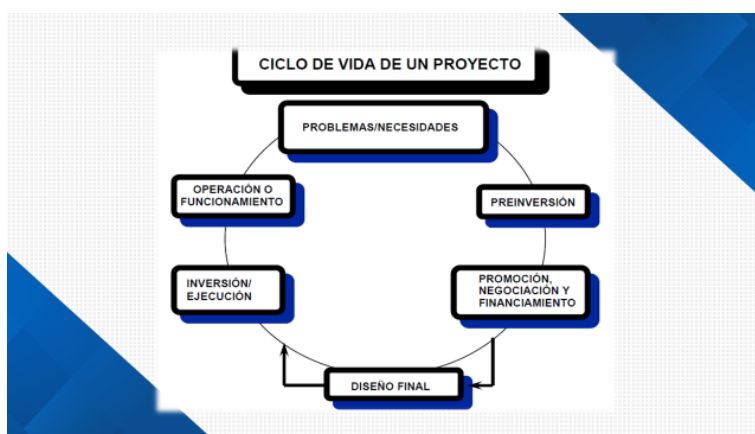 CICLO DE VIDA DE UN PROYECTO
PROBLEMAS/NECESIDADES
PREINVERSIÓN
PROMOCIÓN,
NEGOCIACIÓN Y
FINANCIAMIENTO
DISEÑO FINAL
INVERSIÓN/
EJECUCIÓN
OPERACIÓN O
FUNCIONAMIENTO